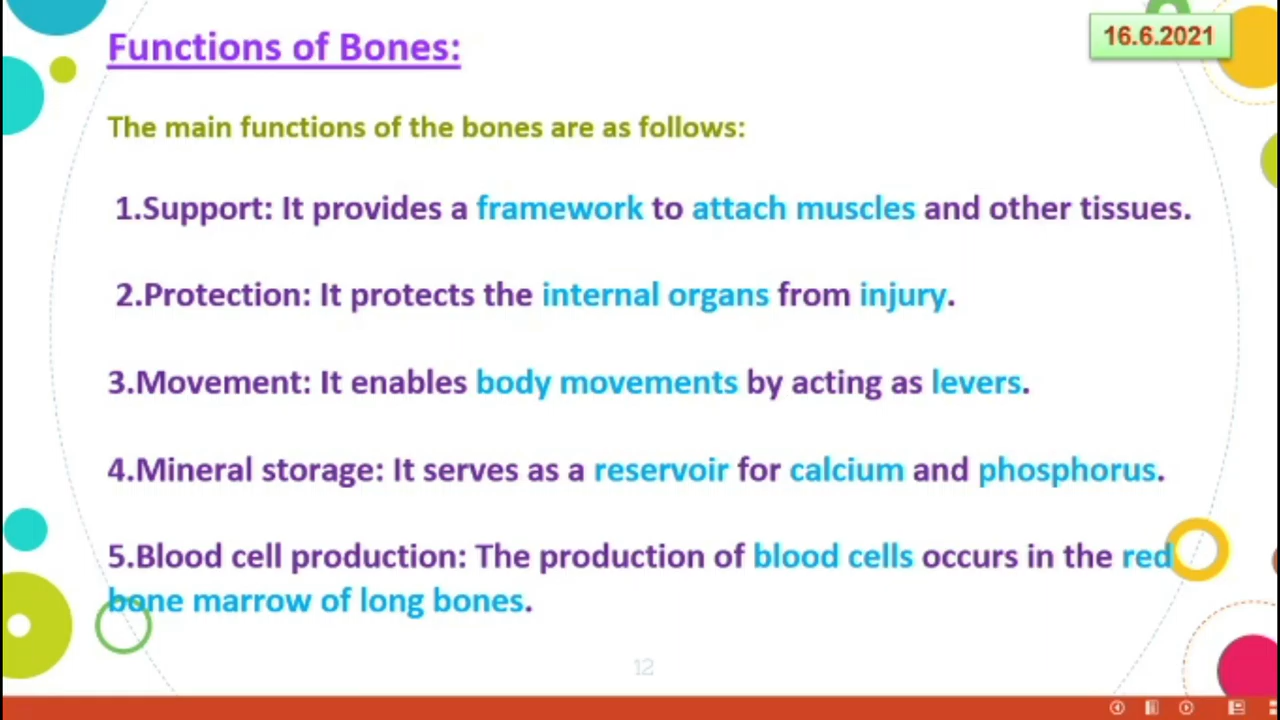 Functions of Bones:
16.6.2021
The main functions of the bones are as follows:
1.Support: It provides a framework to attach muscles and other tissues.
2.Protection: It protects the internal organs from injury.
3.Movement: It enables body movements by acting as levers.
4.Mineral storage: It serves as a reservoir for calcium and phosphorus.
5.Blood cell production: The production of blood cells occurs in the red
bone marrow of long bones.
12